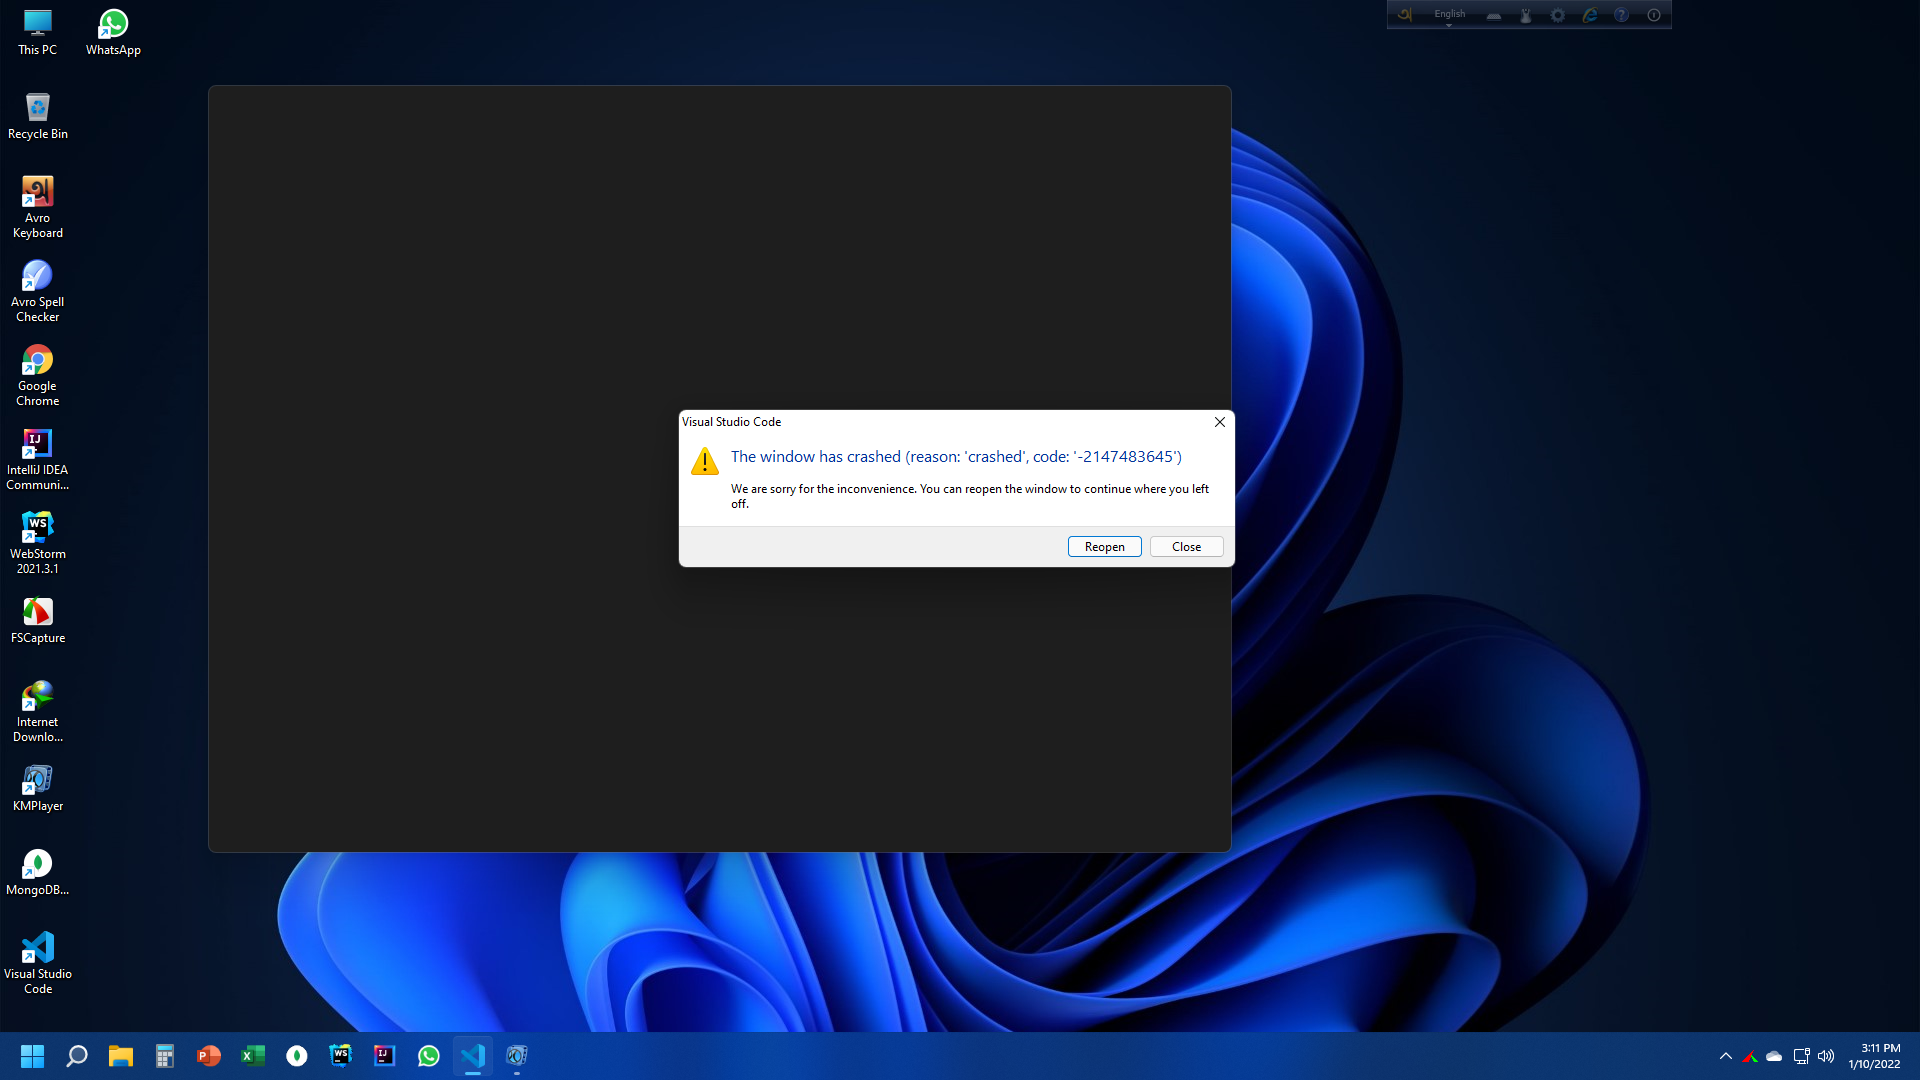 This PC
WhatsApp
English
Recycle Bin
Avro
Keyboard
Avro Spell
Checker
Google
Chrome
IntelliJ IDEA
Communi...
WebStorm
2021.3.1
FSCapture
Internet
Downlo...
KMPlayer
MongoDB...
Visual Studio
Code
Visual Studio Code
The window has crashed (reason: 'crashed', code: '-2147483645')
We are sorry for the inconvenience. You can reopen the window to continue where you left
off.
Reopen
Close
3:11 PM
1/10/2022